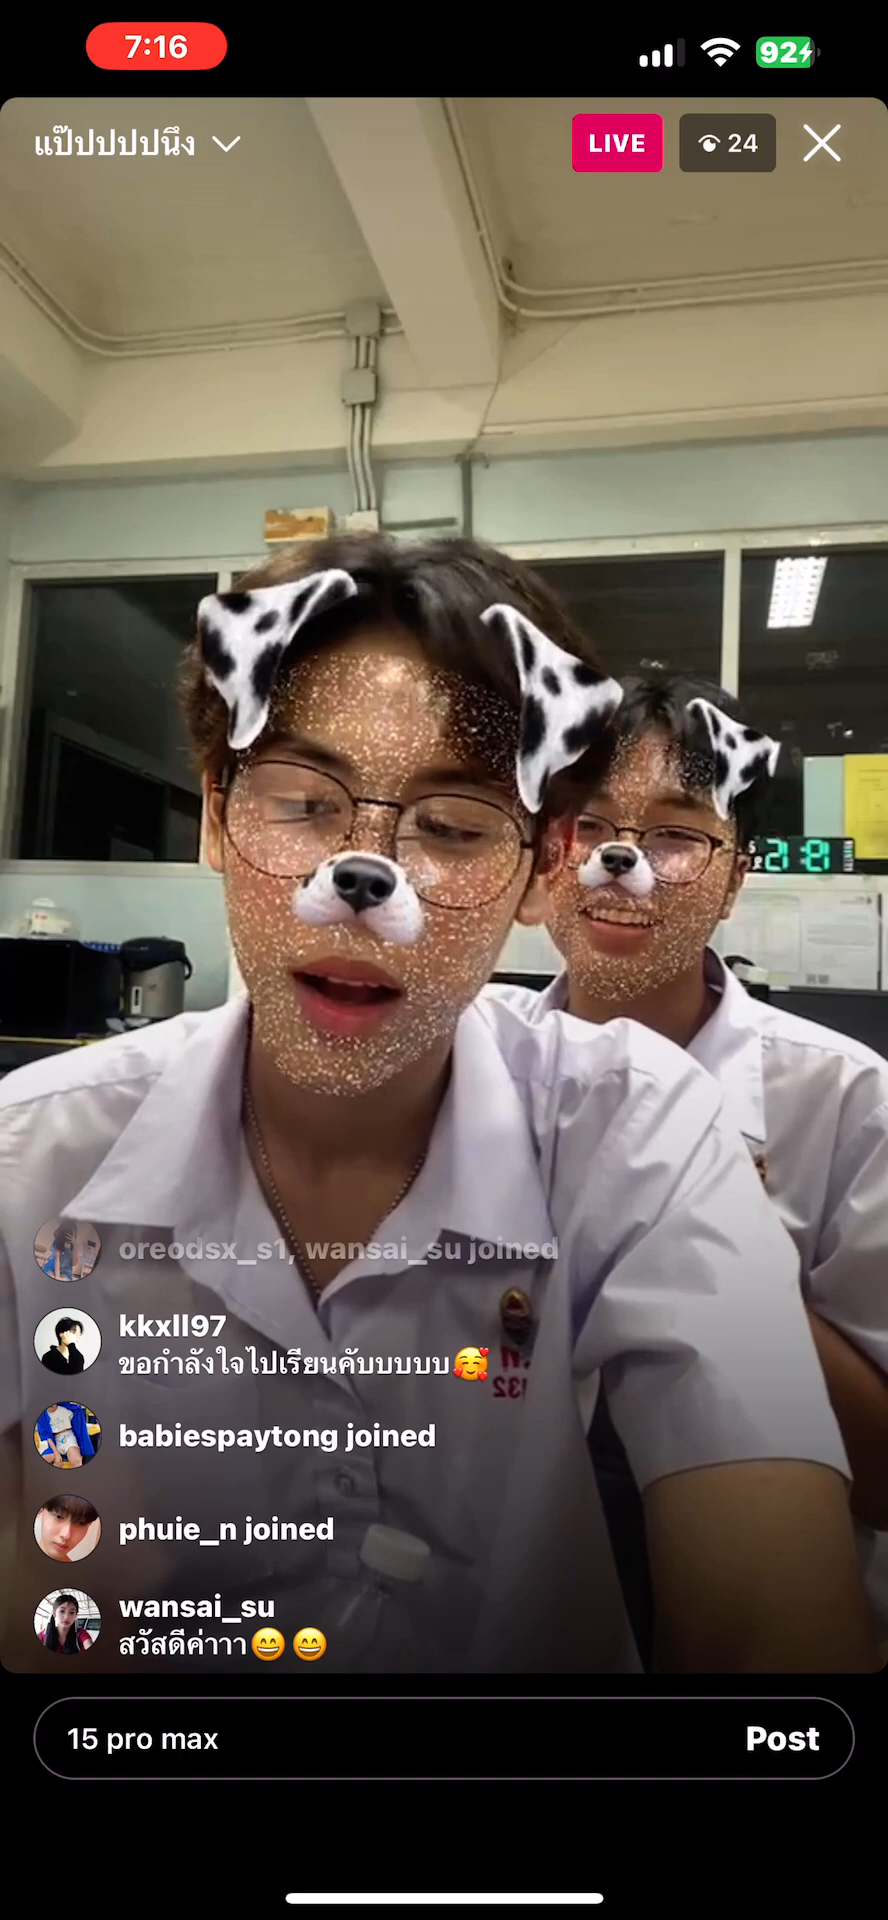 7:16
92
แป๊ปปปปปนึง
LIVE
24
oreodsx_s1, wansai_su joined
kkxll97
ขอกำลังใจไปเรียนคับบบบบ🥰
babiespaytong joined
phuie_n joined
wansai_su
สวัสดีค่าาา😄😄
15 pro max
Post